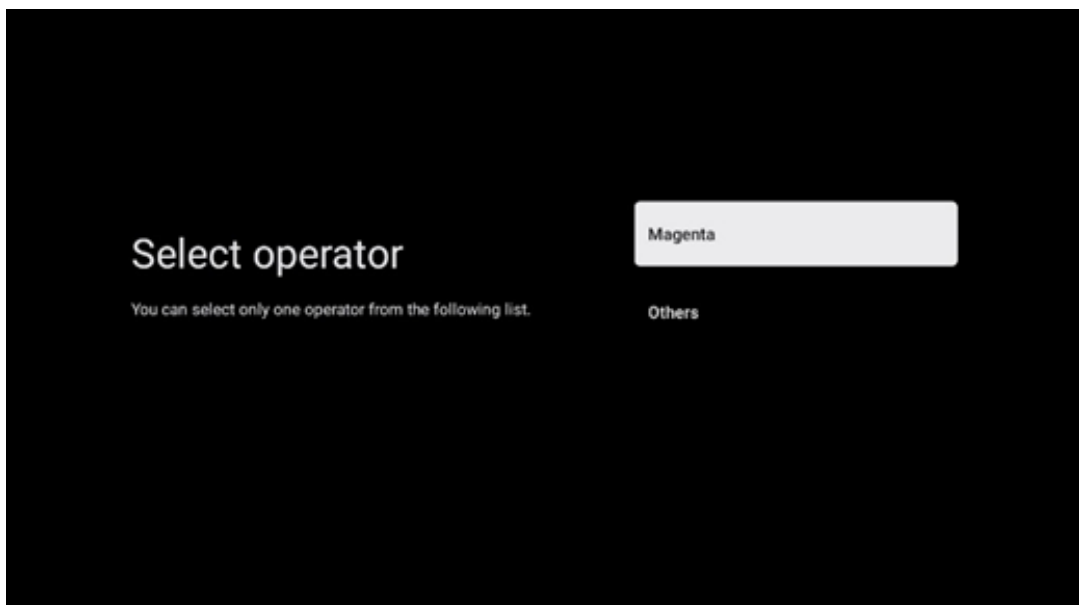 Select operator
You can select only one operator from the following list.
Magenta
Others